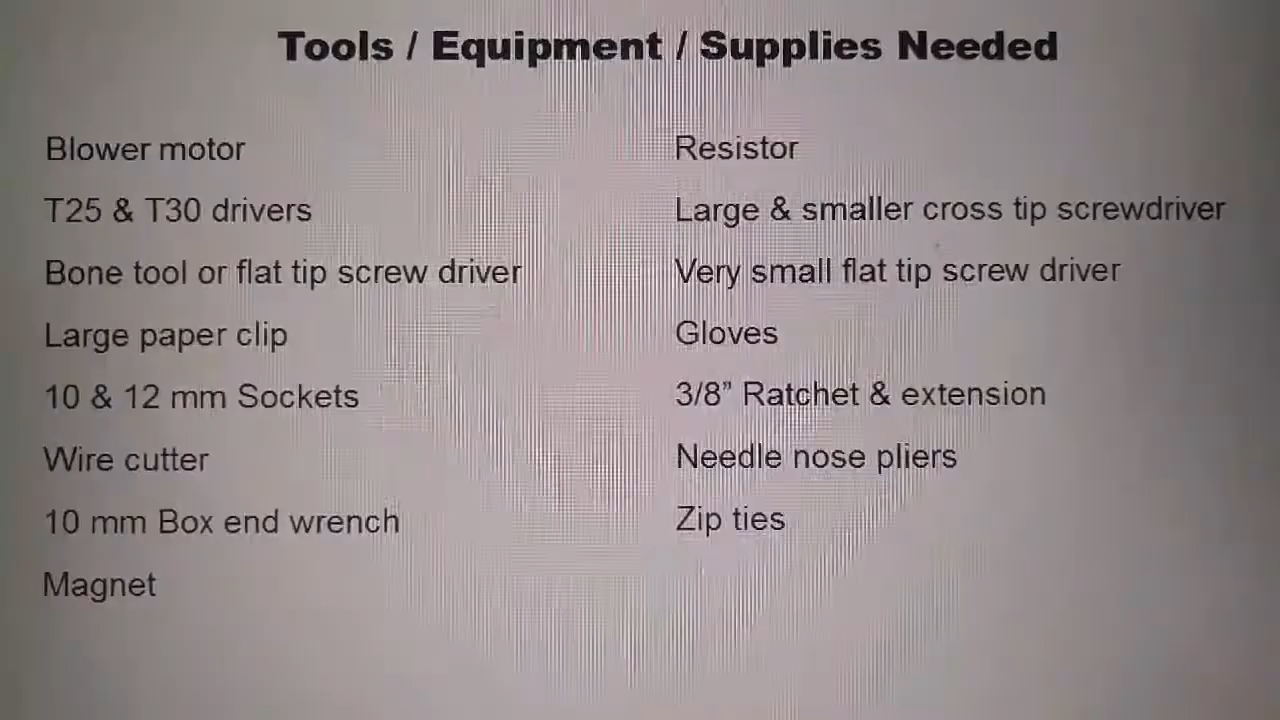 Tools / Equipment / Supplies Needed
Blower motor
T25 & T30 drivers
Bone tool or flat tip screw driver
Large paper clip
10 & 12 mm Sockets
Wire cutter
10 mm Box end wrench
Magnet
Resistor
Large & smaller cross tip screwdriver
Very small flat tip screw driver
Gloves
3/8” Ratchet & extension
Needle nose pliers
Zip ties